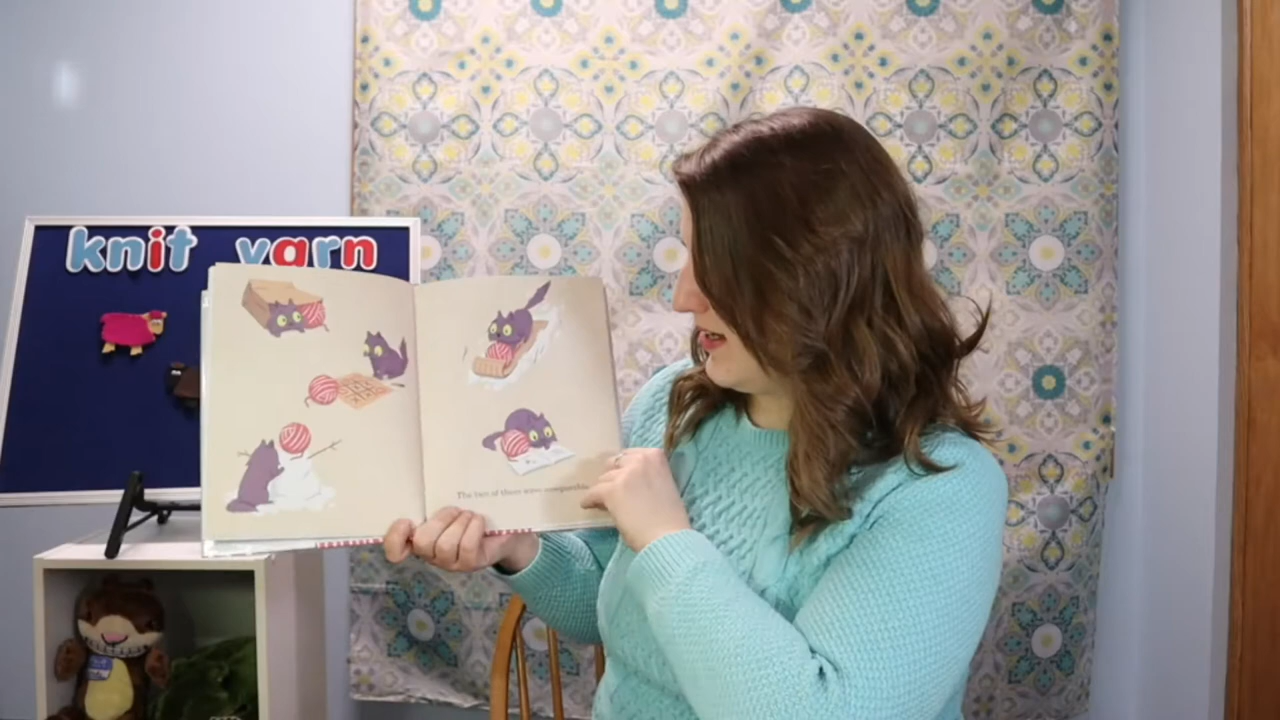 knit yarn
The two of them were inseparable.